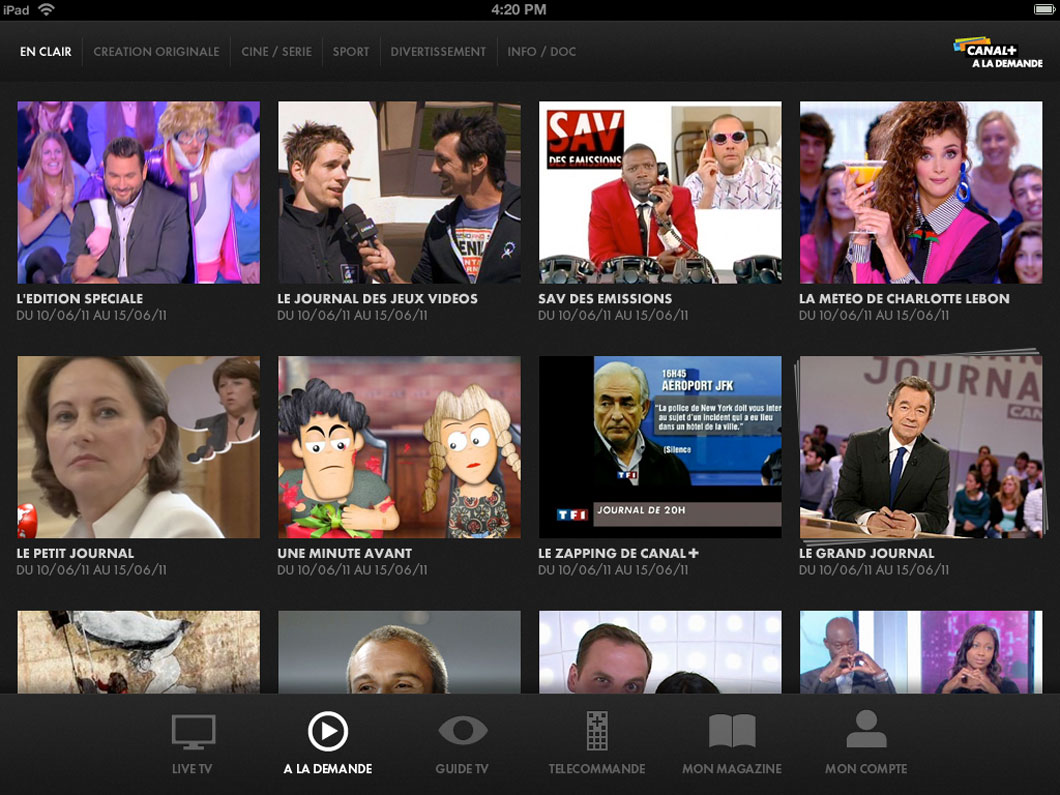 iPad 4:20 PM
EN CLAIR CREATION ORIGINALE CINE / SERIE SPORT DIVERTISSEMENT INFO / DOC
CANAL+
A LA DEMANDE
SAV
DES EMISSIONS
L'EDITION SPECIALE
DU 10/06/11 AU 15/06/11
LE JOURNAL DES JEUX VIDEOS
DU 10/06/11 AU 15/06/11
SAV DES EMISSIONS
DU 10/06/11 AU 15/06/11
LA METEO DE CHARLOTTE LEBON
DU 10/06/11 AU 15/06/11
16H45
AEROPORT JFK
"La police de New York doit vous inter
au sujet d'un incident qui a eu lieu
dans un hôtel de la ville."
(Silence
TF1
TF1 JOURNAL DE 20H
JOURNA
CAN
LE PETIT JOURNAL
DU 10/06/11 AU 15/06/11
UNE MINUTE AVANT
DU 10/06/11 AU 15/06/11
LE ZAPPING DE CANAL+
DU 10/06/11 AU 15/06/11
LE GRAND JOURNAL
DU 10/06/11 AU 15/06/11
LIVE TV
A LA DEMANDE
GUIDE TV
TELECOMMANDE
MON MAGAZINE
MON COMPTE